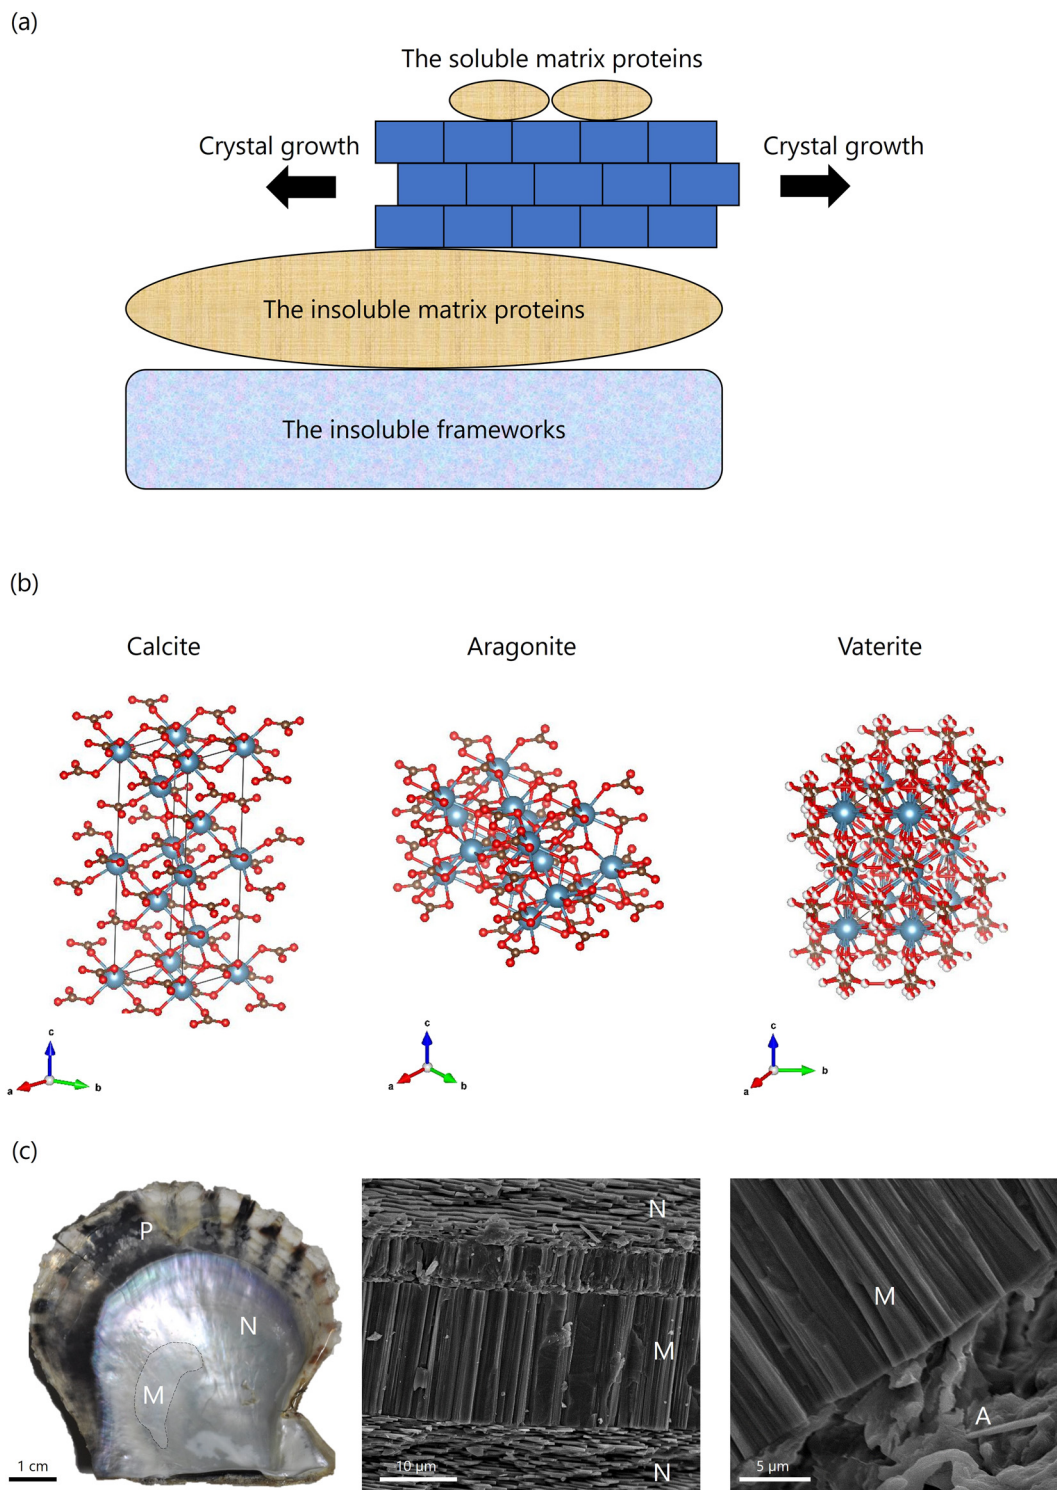 (a)
The soluble matrix proteins
Crystal growth
Crystal growth
The insoluble matrix proteins
The insoluble frameworks
(b)
Calcite
Aragonite
Vaterite
c
a
b
c
a
b
c
a
b
(c)
P
N
M
1 cm
N
M
N
10 μm
M
A
5 μm